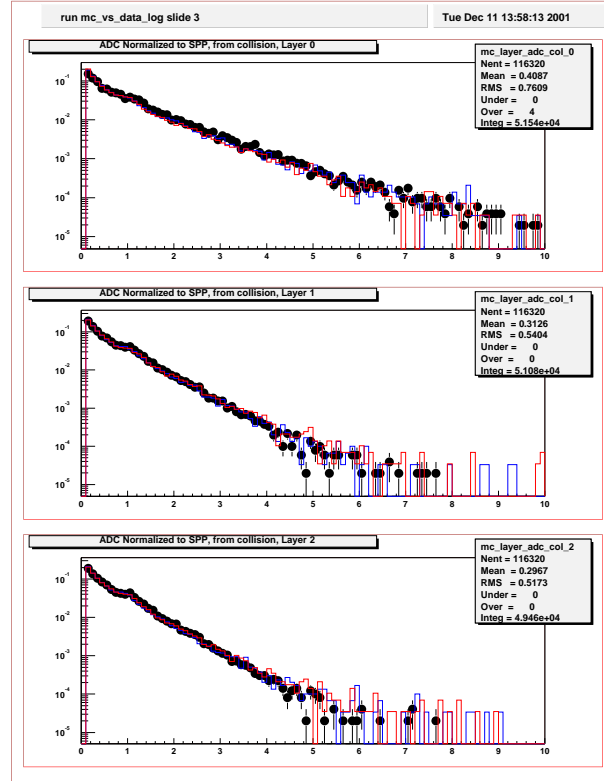 run mc_vs_data_log slide 3
Tue Dec 11 13:58:13 2001
ADC Normalized to SPP, from collision, Layer 0
mc_layer_adc_col_0
Nent = 116320
Mean = 0.4087
RMS = 0.7609
Under = 0
Over = 4
Integ = 5.154e+04
10-1
10-2
10-3
10-4
10-5
0 1 2 3 4 5 6 7 8 9 10
ADC Normalized to SPP, from collision, Layer 1
mc_layer_adc_col_1
Nent = 116320
Mean = 0.3126
RMS = 0.5404
Under = 0
Over = 0
Integ = 5.108e+04
10-1
10-2
10-3
10-4
10-5
0 1 2 3 4 5 6 7 8 9 10
ADC Normalized to SPP, from collision, Layer 2
mc_layer_adc_col_2
Nent = 116320
Mean = 0.2967
RMS = 0.5173
Under = 0
Over = 0
Integ = 4.946e+04
10-1
10-2
10-3
10-4
10-5
0 1 2 3 4 5 6 7 8 9 10